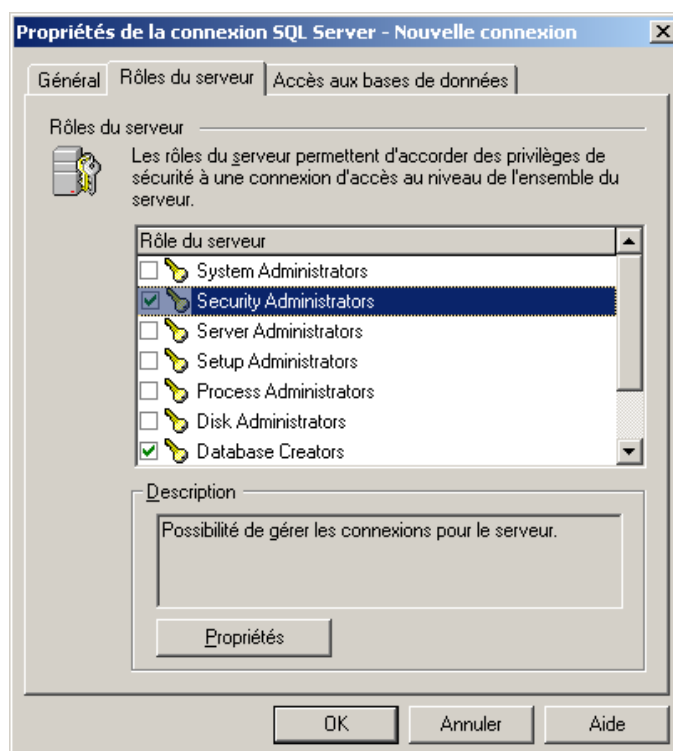 Propriétés de la connexion SQL Server - Nouvelle connexion
Général
Rôles du serveur
Accès aux bases de données
Rôles du serveur
Les rôles du serveur permettent d'accorder des privilèges de
sécurité à une connexion d'accès au niveau de l'ensemble du
serveur.
Rôle du serveur
System Administrators
Security Administrators
Server Administrators
Setup Administrators
Process Administrators
Disk Administrators
Database Creators
Description
Possibilité de gérer les connexions pour le serveur.
Propriétés
OK
Annuler
Aide